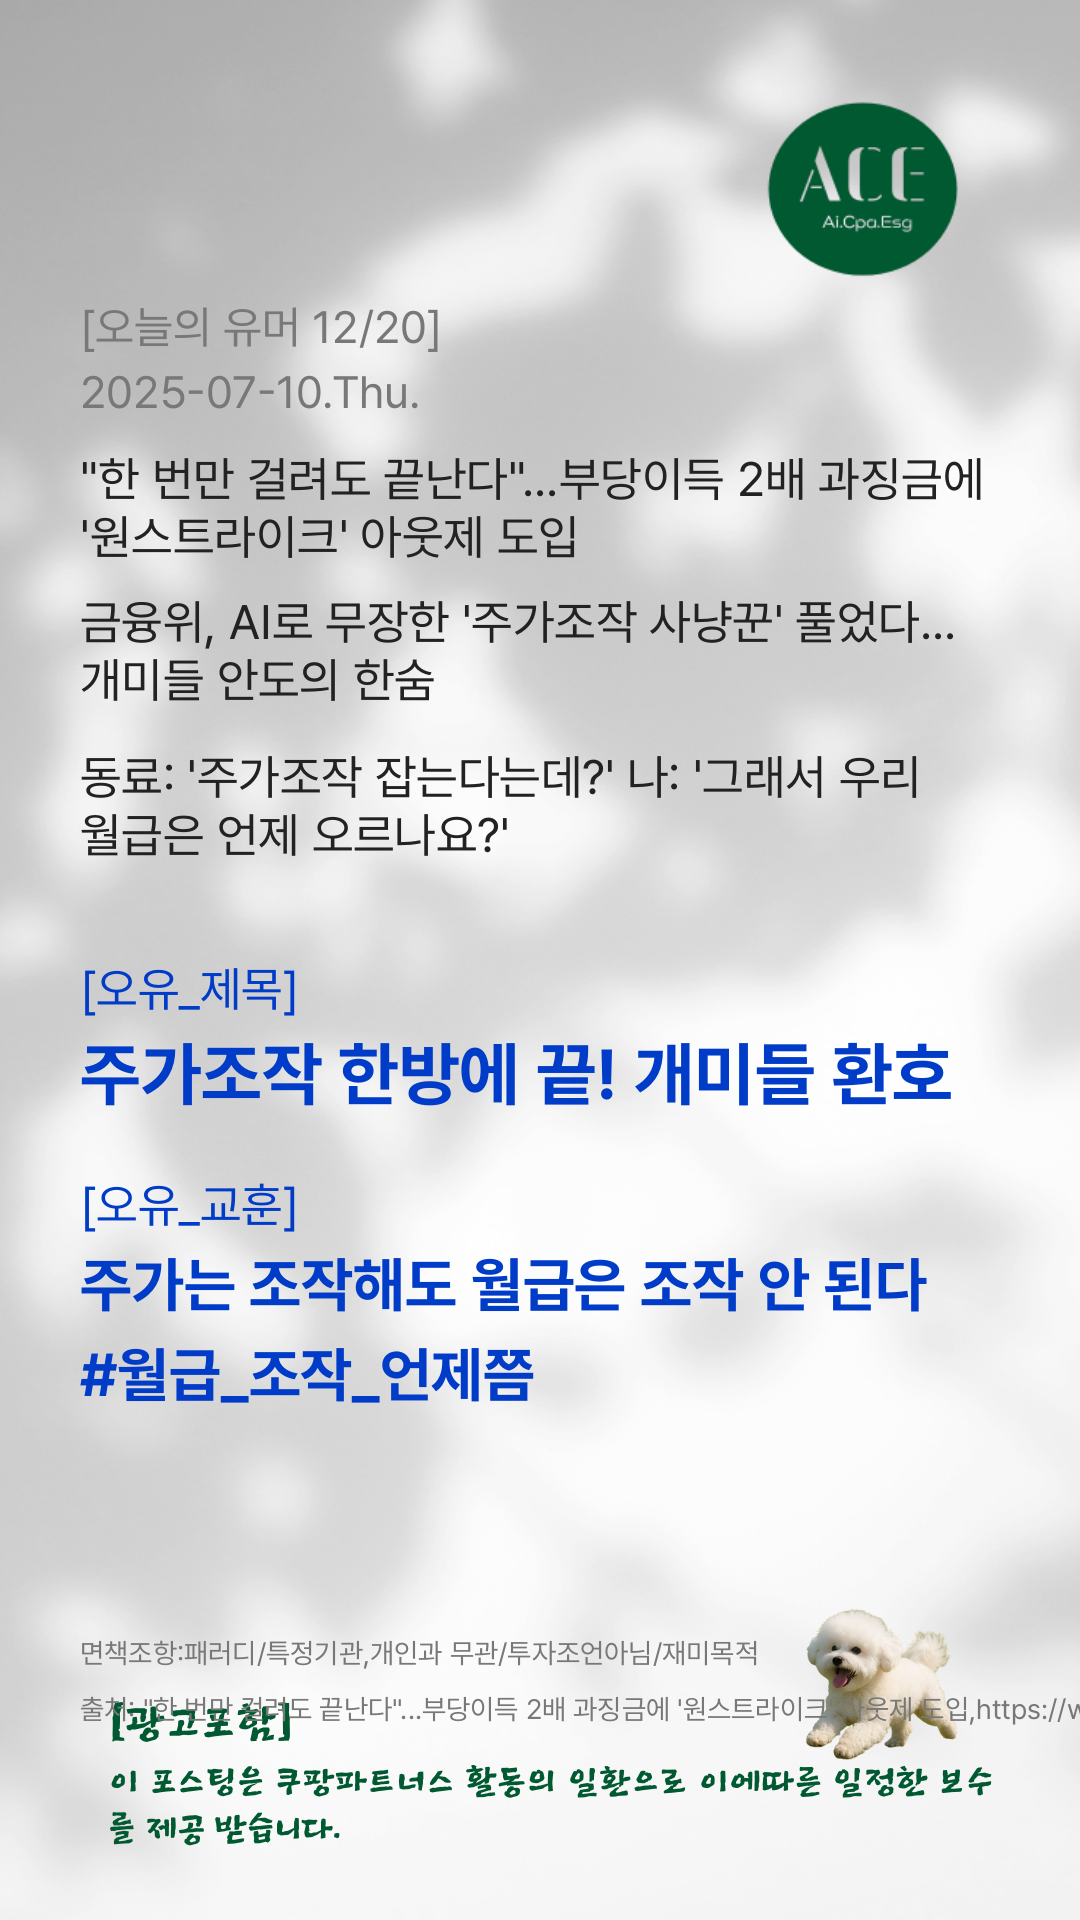 ACE
Ai.Cpa.Esg
[오늘의 유머 12/20]
2025-07-10.Thu.
"한 번만 걸려도 끝난다"...부당이득 2배 과징금에
'원스트라이크' 아웃제 도입
금융위, AI로 무장한 '주가조작 사냥꾼' 풀었다...
개미들 안도의 한숨
동료: '주가조작 잡는다는데?' 나: '그래서 우리
월급은 언제 오르나요?'
[오유_제목]
주가조작 한방에 끝! 개미들 환호
[오유_교훈]
주가는 조작해도 월급은 조작 안 된다
#월급_조작_언제쯤
면책조항:패러디/특정기관,개인과 무관/투자조언아님/재미목적
출처: "한 번만 걸려도 끝난다"...부당이득 2배 과징금에 '원스트라이크' 아웃제 도입,https://w
[광고포함]
이 포스팅은 쿠팡파트너스 활동의 일환으로 이에따른 일정한 보수
를 제공 받습니다.